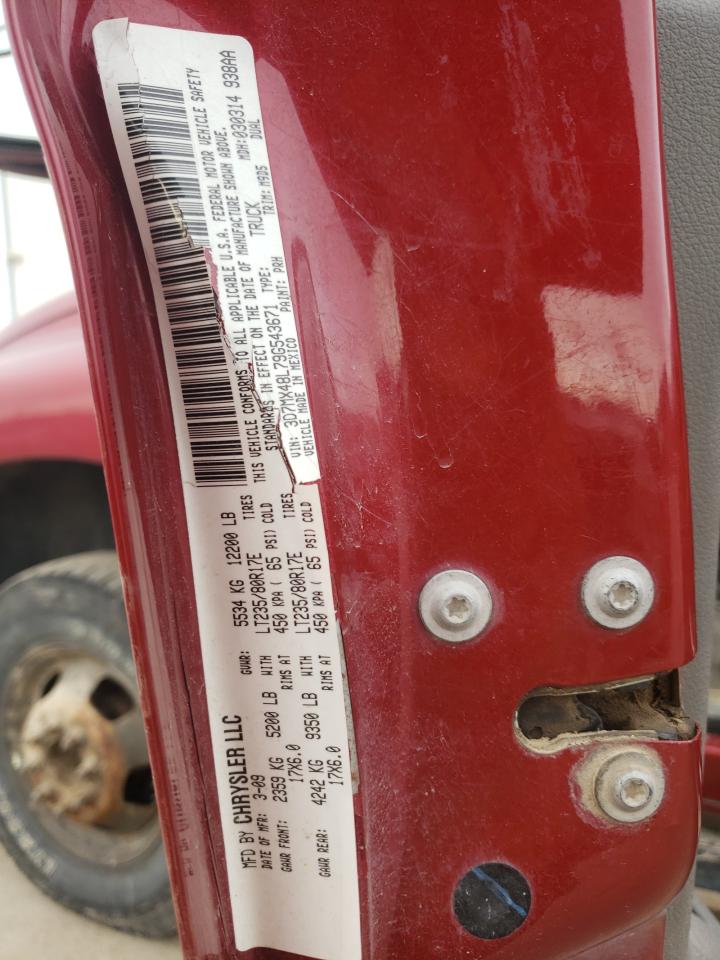 MFD BY CHRYSLER LLC
DATE OF MFR: 3-09 GVWR: 5534 KG 12200 LB
GAWR FRONT: 2359 KG 5200 LB WITH LT235/80R17E TIRES
17X6.0 RIMS AT 450 KPA ( 65 PSI) COLD
GAWR REAR: 4242 KG 9350 LB WITH LT235/80R17E TIRES
17X6.0 RIMS AT 450 KPA ( 65 PSI) COLD
THIS VEHICLE CONFORMS TO ALL APPLICABLE U.S.A. FEDERAL MOTOR VEHICLE SAFETY
STANDARDS IN EFFECT ON THE DATE OF MANUFACTURE SHOWN ABOVE.
MDH:030314 938AA
VIN: 3D7MX48L79G543671 TYPE: TRUCK DUAL
VEHICLE MADE IN MEXICO PAINT: PRH TRIM: M9D5